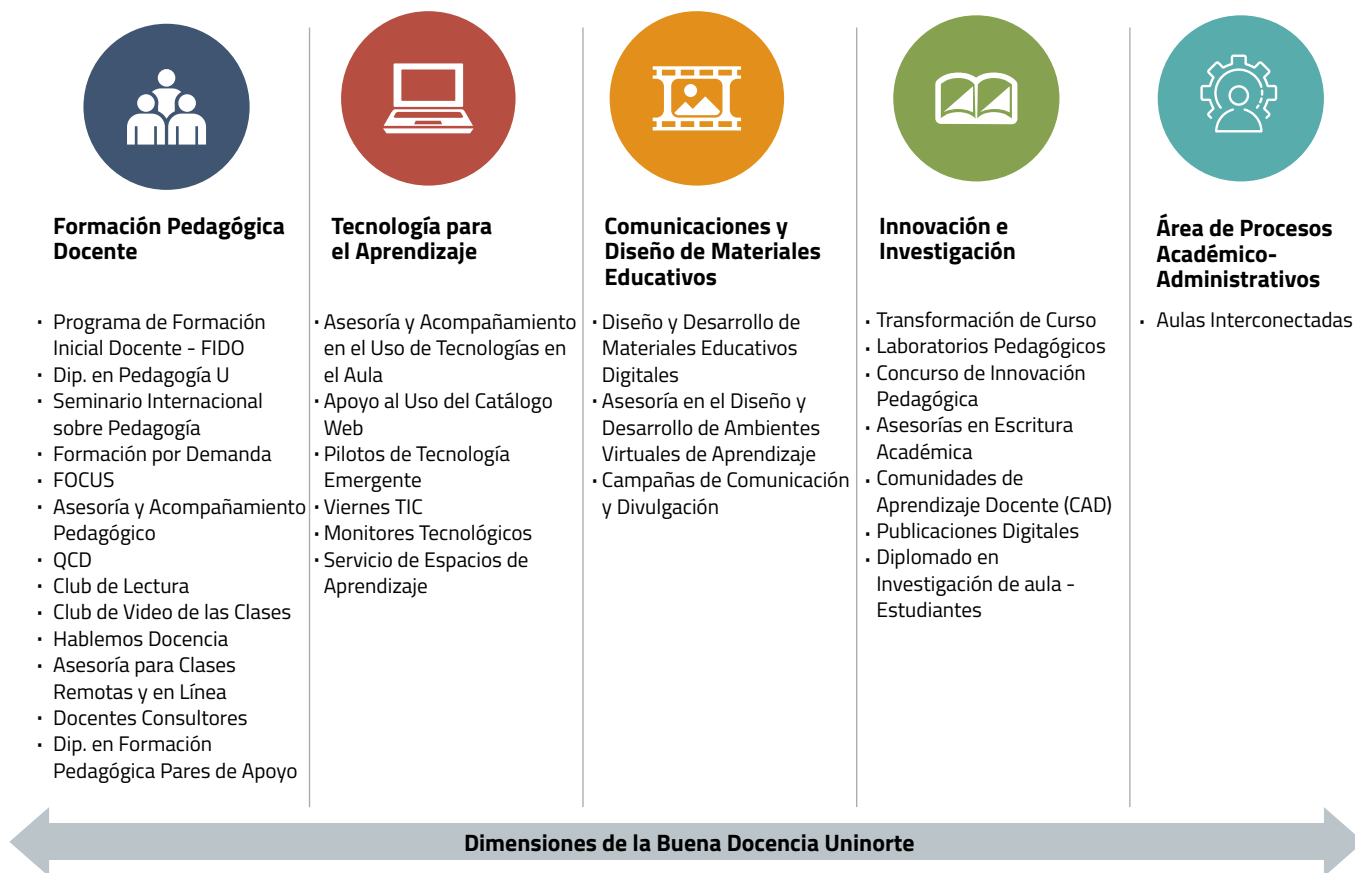 Formación Pedagógica
Docente
· Programa de Formación
Inicial Docente - FIDO
· Dip. en Pedagogía U
· Seminario Internacional
sobre Pedagogía
· Formación por Demanda
· FOCUS
· Asesoría y Acompañamiento
Pedagógico
· QCD
· Club de Lectura
· Club de Video de las Clases
· Hablemos Docencia
· Asesoría para Clases
Remotas y en Línea
· Docentes Consultores
· Dip. en Formación
Pedagógica Pares de Apoyo
Tecnología para
el Aprendizaje
· Asesoría y Acompañamiento
en el Uso de Tecnologías en
el Aula
· Apoyo al Uso del Catálogo
Web
· Pilotos de Tecnología
Emergente
· Viernes TIC
· Monitores Tecnológicos
· Servicio de Espacios de
Aprendizaje
Comunicaciones y
Diseño de Materiales
Educativos
· Diseño y Desarrollo de
Materiales Educativos
Digitales
· Asesoría en el Diseño y
Desarrollo de Ambientes
Virtuales de Aprendizaje
· Campañas de Comunicación
y Divulgación
Innovación e
Investigación
· Transformación de Curso
· Laboratorios Pedagógicos
· Concurso de Innovación
Pedagógica
· Asesorías en Escritura
Académica
· Comunidades de
Aprendizaje Docente (CAD)
· Publicaciones Digitales
· Diplomado en
Investigación de aula -
Estudiantes
Área de Procesos
Académico-
Administrativos
· Aulas Interconectadas
Dimensiones de la Buena Docencia Uninorte